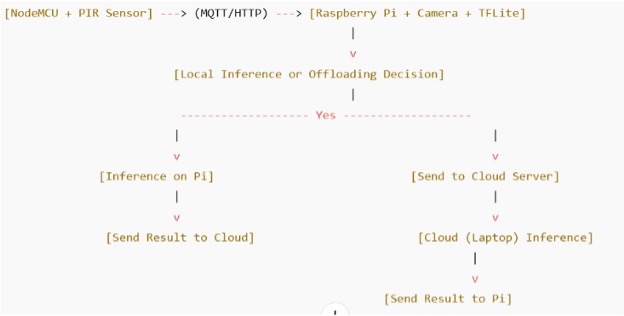 [NodeMCU + PIR Sensor] ---> (MQTT/HTTP) ---> [Raspberry Pi + Camera + TFLite]
|
v
[Local Inference or Offloading Decision]
|
------------------- Yes -------------------
| |
v v
[Inference on Pi] [Send to Cloud Server]
| |
v v
[Send Result to Cloud] [Cloud (Laptop) Inference]
|
v
[Send Result to Pi]